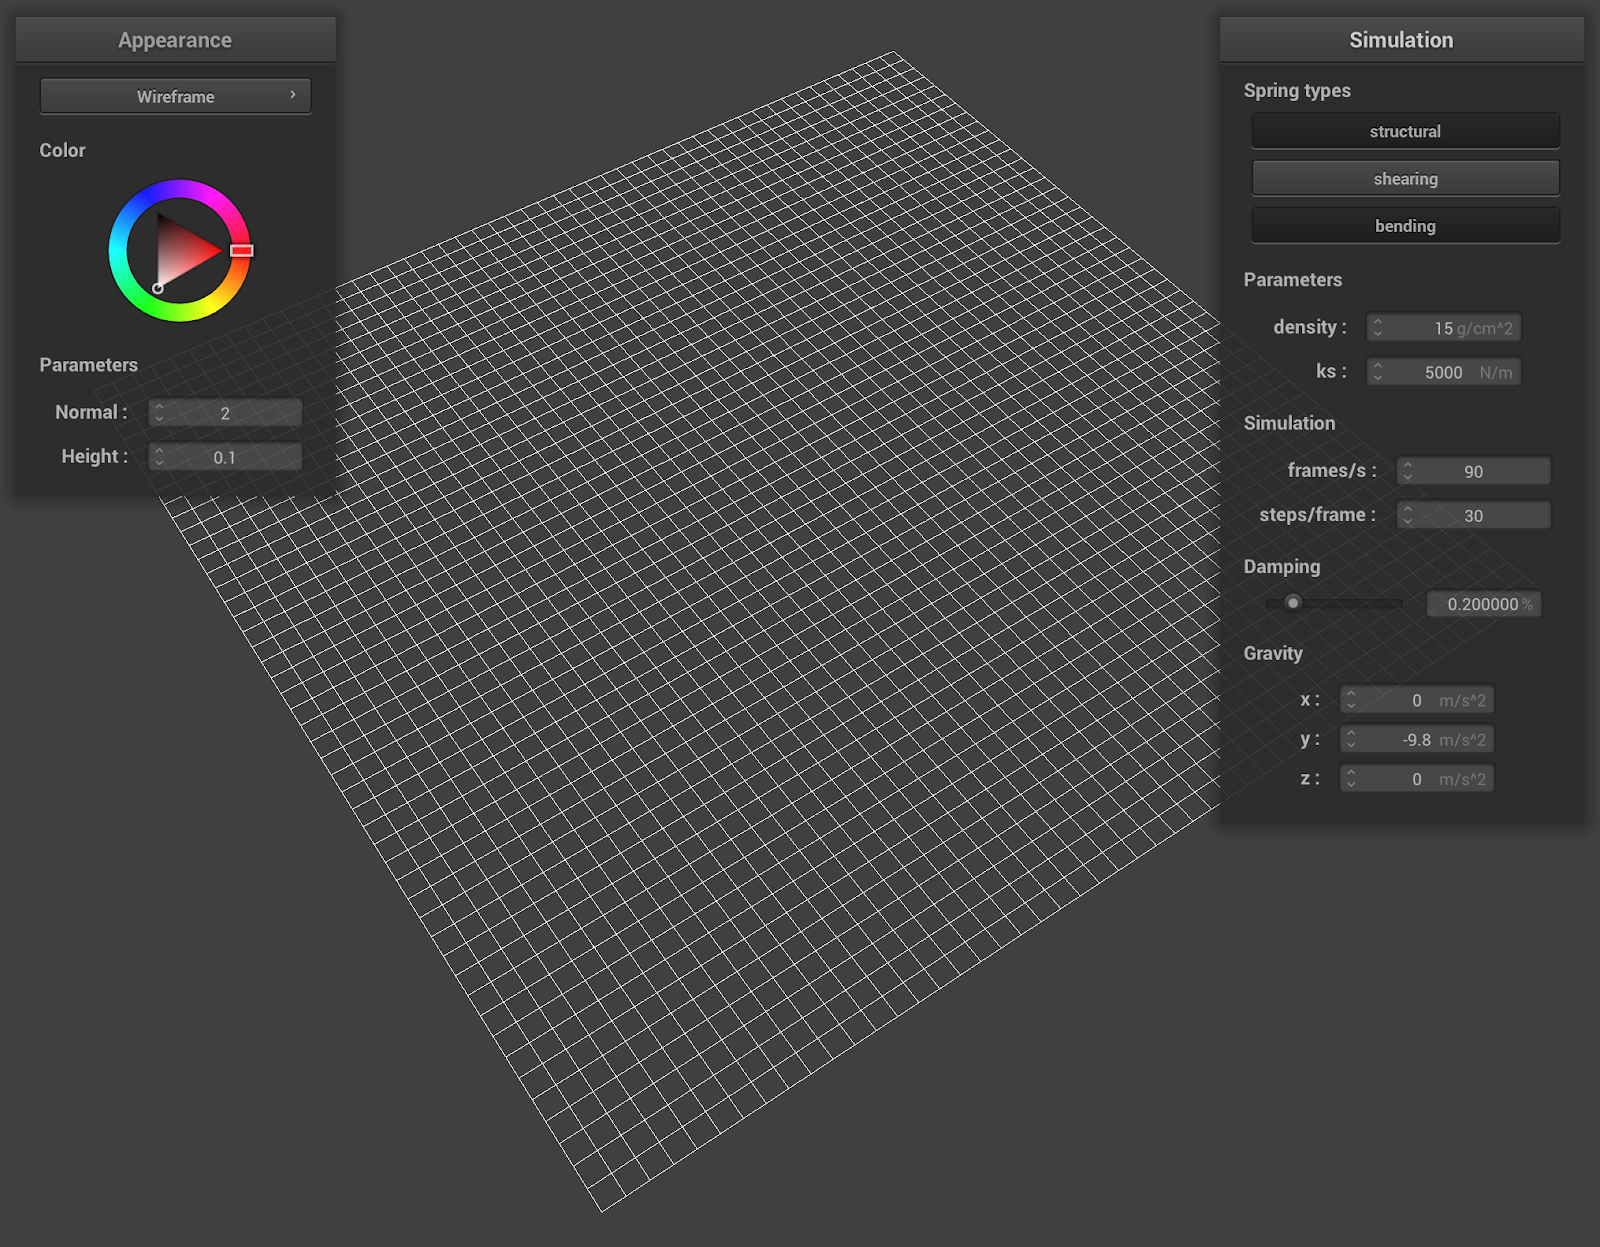 Appearance
Wireframe
Color
Parameters
Normal : 2
Height : 0.1
Simulation
Spring types
structural
shearing
bending
Parameters
density : 15 g/cm^2
ks : 5000 N/m
Simulation
frames/s : 90
steps/frame : 30
Damping
0.200000 %
Gravity
x : 0 m/s^2
y : -9.8 m/s^2
z : 0 m/s^2